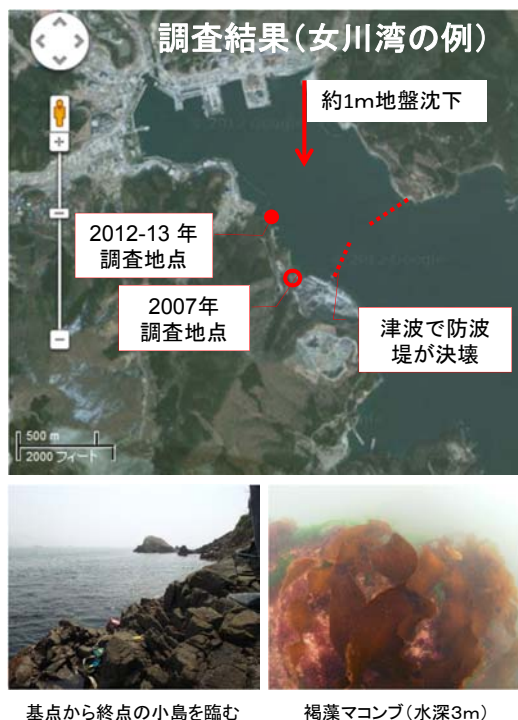 調査結果（女川湾の例）
約1m地盤沈下
2012-13 年
調査地点
2007年
調査地点
津波で防波
堤が決壊
500 m
2000 フィート
基点から終点の小島を臨む
褐藻マコンブ（水深3m）